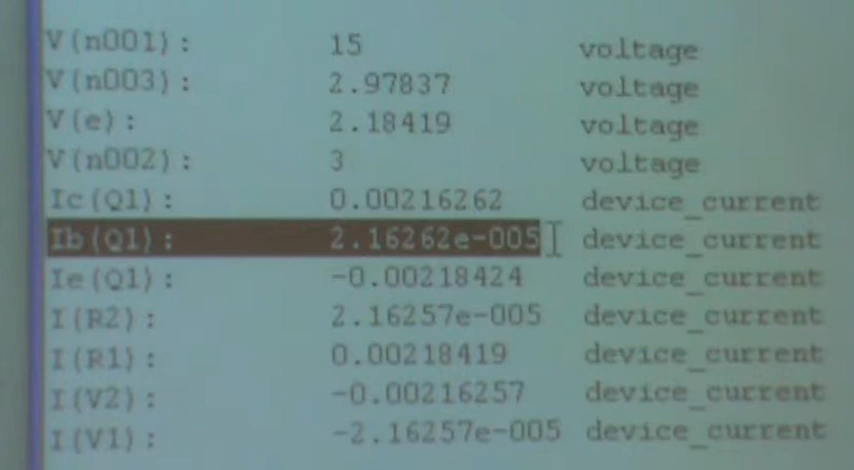 V(n001): 15 voltage
V(n003): 2.97837 voltage
V(e): 2.18419 voltage
V(n002): 3 voltage
Ic(Q1): 0.00216262 device_current
Ib(Q1): 2.16262e-005 device_current
Ie(Q1): -0.00218424 device_current
I(R2): 2.16257e-005 device_current
I(R1): 0.00218419 device_current
I(V2): -0.00216257 device_current
I(V1): -2.16257e-005 device_current